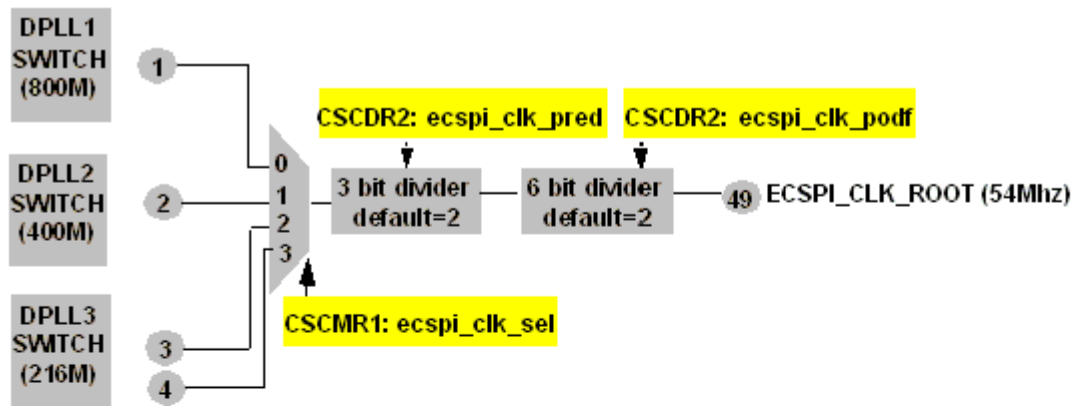 DPLL1
SWITCH
(800M)
1
CSCDR2: ecspi_clk_pred
CSCDR2: ecspi_clk_podf
DPLL2
SWITCH
(400M)
2
0
1
2
3
3 bit divider
default=2
6 bit divider
default=2
49
ECSPI_CLK_ROOT (54Mhz)
DPLL3
SWITCH
(216M)
3
4
CSCMR1: ecspi_clk_sel